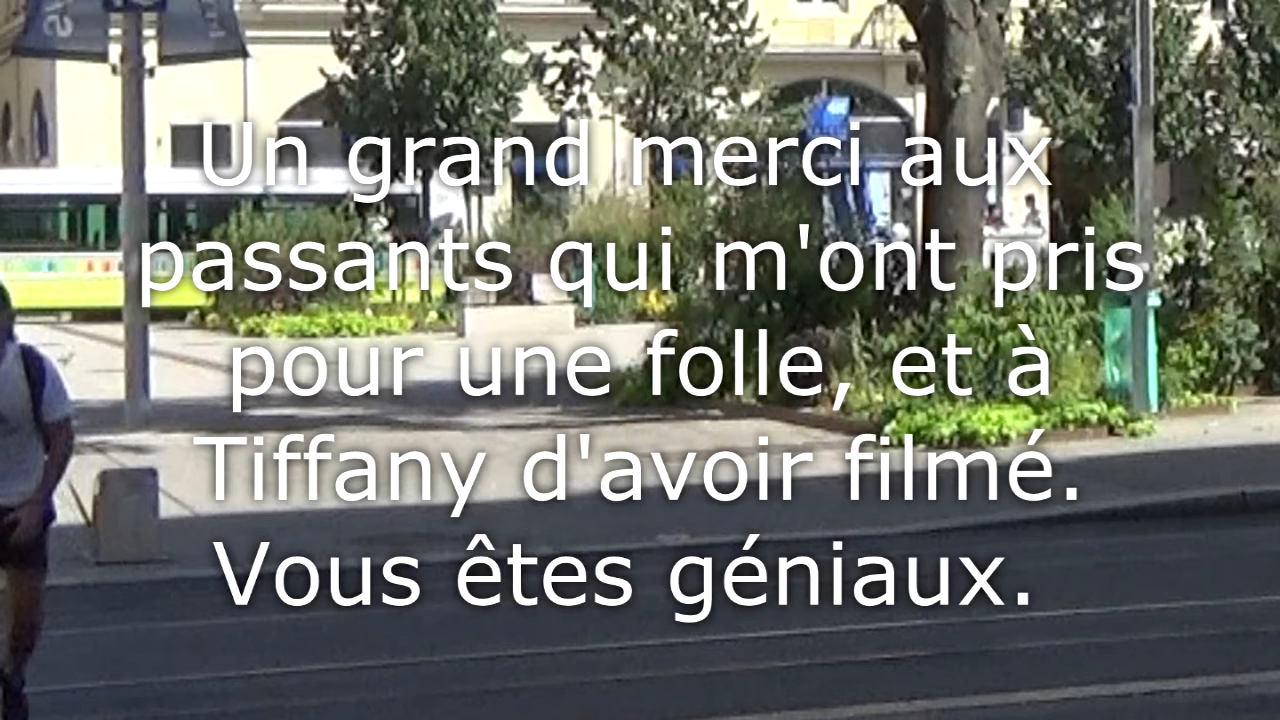 Un grand merci aux
passants qui m'ont pris
pour une folle, et à
Tiffany d'avoir filmé.
Vous êtes géniaux.